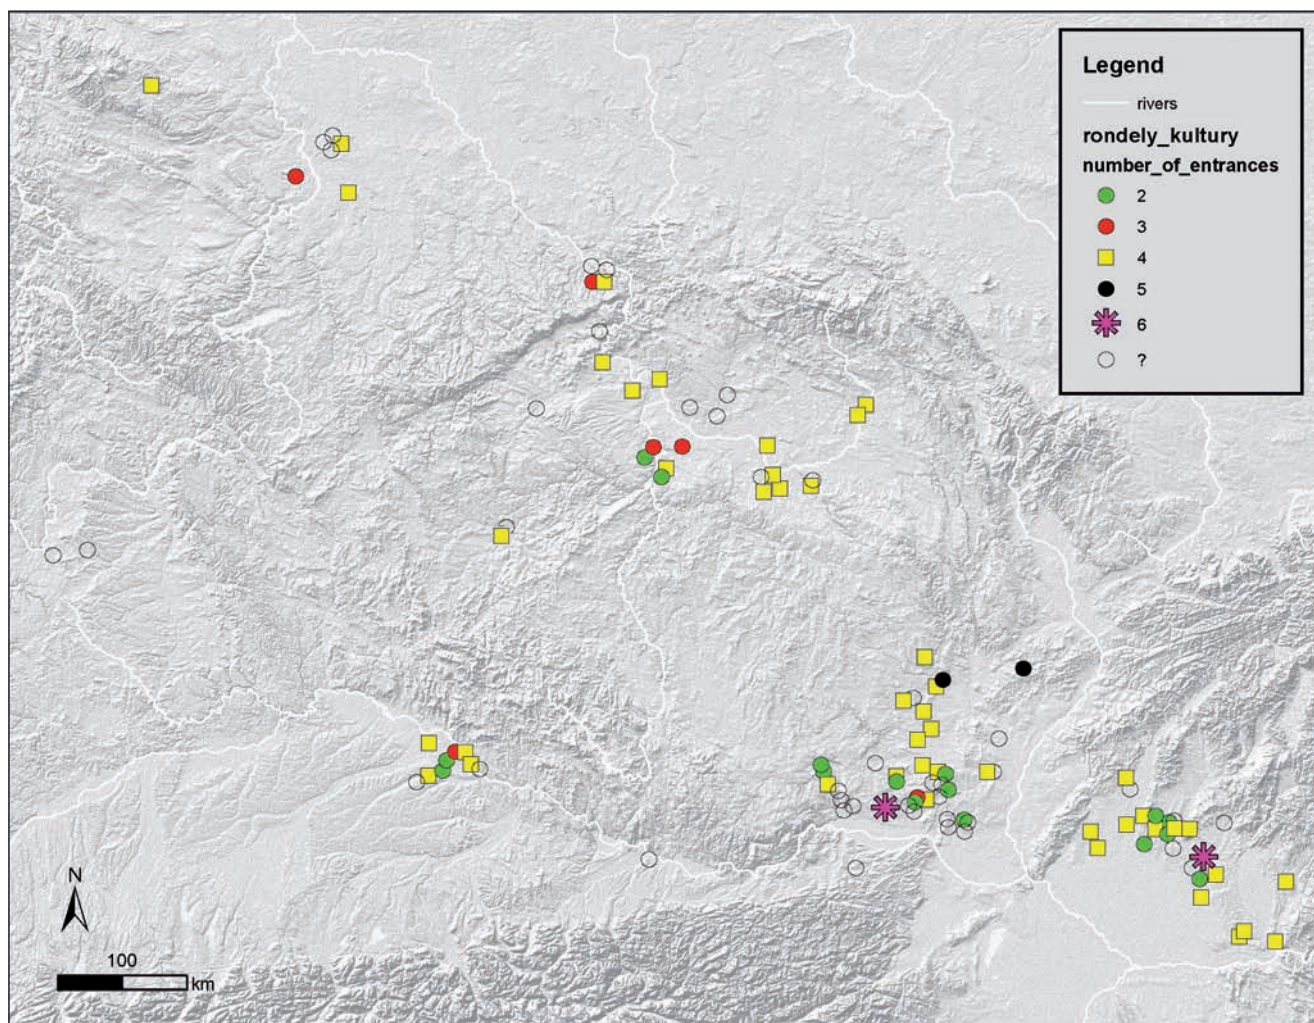 Legend
rivers
rondely_kultury
number_of_entrances
2
3
4
5
6
?
N
100
km